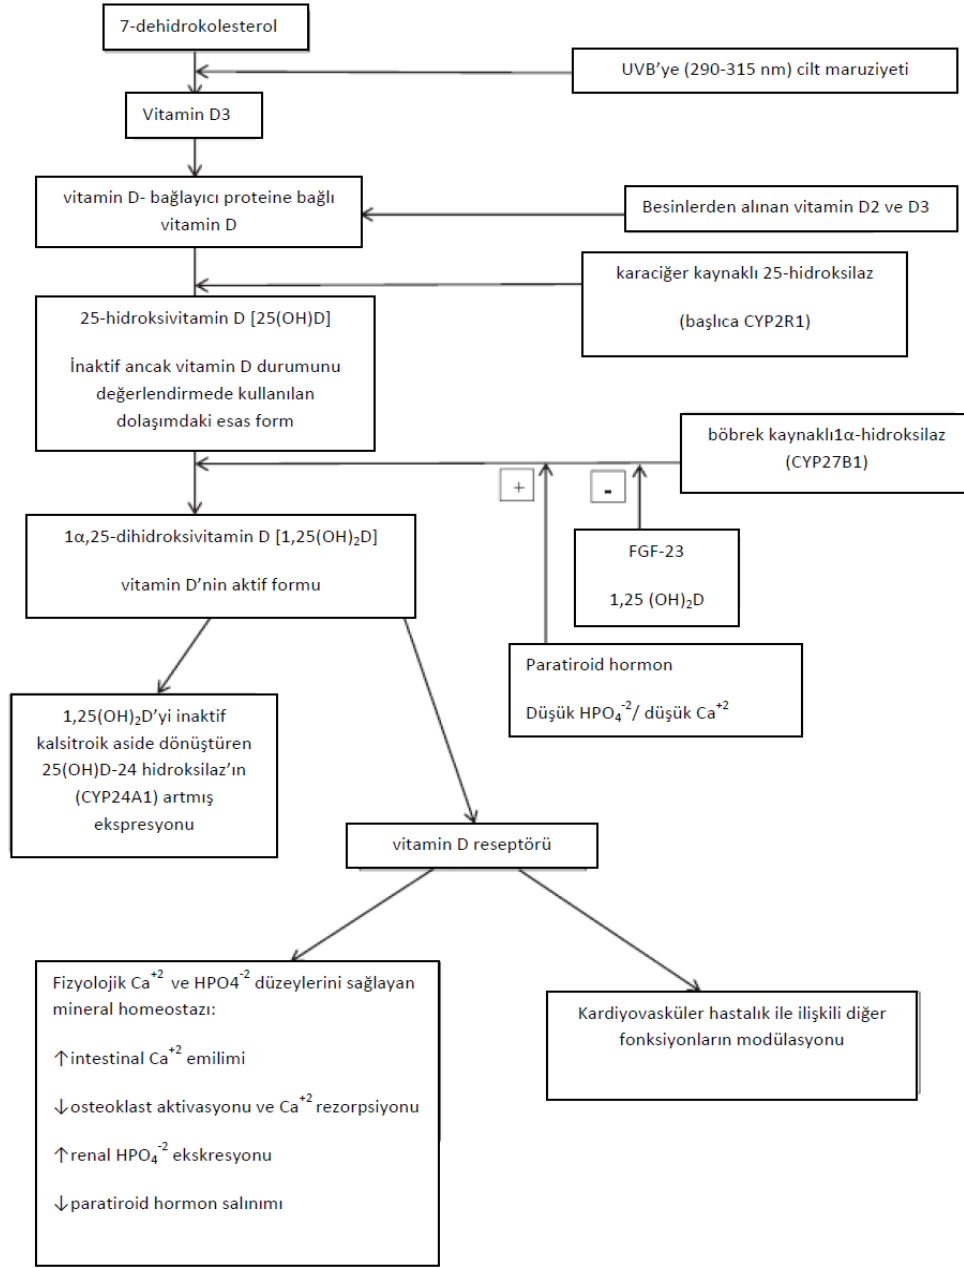 7-dehidrokolesterol
UVB'ye (290-315 nm) cilt maruziyeti
Vitamin D3
vitamin D- bağlayıcı proteine bağlı
vitamin D
Besinlerden alınan vitamin D2 ve D3
karaciğer kaynaklı 25-hidroksilaz
(başlıca CYP2R1)
25-hidroksivitamin D [25(OH)D]
İnaktif ancak vitamin D durumunu
değerlendirmede kullanılan
dolaşımdaki esas form
böbrek kaynaklı1α-hidroksilaz
(CYP27B1)
+
-
1α,25-dihidroksivitamin D [1,25(OH)₂D]
vitamin D'nin aktif formu
FGF-23
1,25 (OH)₂D
Paratiroid hormon
Düşük HPO₄⁻²/ düşük Ca⁺²
1,25(OH)₂D'yi inaktif
kalsitroik aside dönüştüren
25(OH)D-24 hidroksilaz'ın
(CYP24A1) artmış
ekspresyonu
vitamin D reseptörü
Fizyolojik Ca⁺² ve HPO4⁻² düzeylerini sağlayan
mineral homeostazı:
↑intestinal Ca⁺² emilimi
↓osteoklast aktivasyonu ve Ca⁺² rezorpsiyonu
↑renal HPO₄⁻² ekskresyonu
↓paratiroid hormon salınımı
Kardiyovasküler hastalık ile ilişkili diğer
fonksiyonların modülasyonu